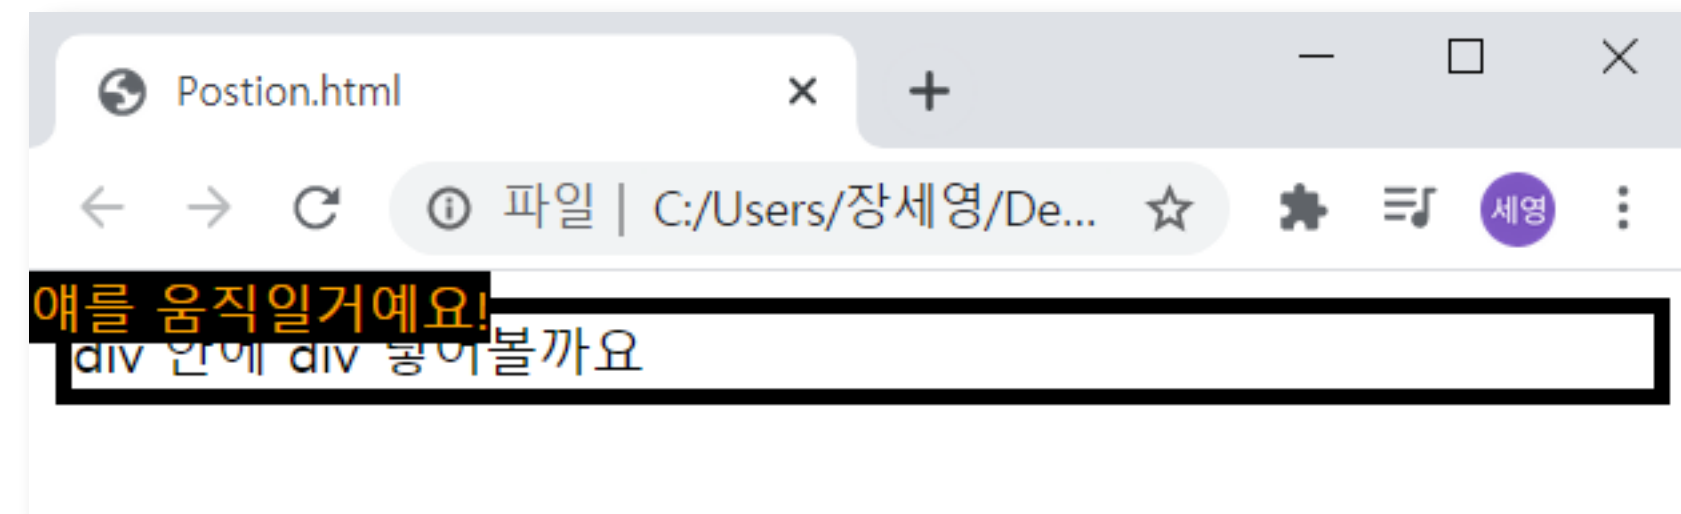 Postion.html
파일 | C:/Users/장세영/De...
세영
얘를 움직일거예요!
div 안에 div 넣어볼까요